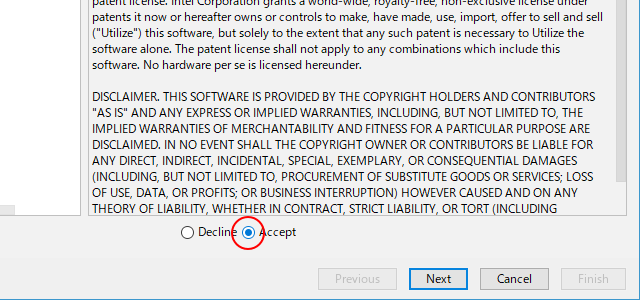 patent license. Intel Corporation grants a world-wide, royalty-free, non-exclusive license under
patents it now or hereafter owns or controls to make, have made, use, import, offer to sell and sell
("Utilize") this software, but solely to the extent that any such patent is necessary to Utilize the
software alone. The patent license shall not apply to any combinations which include this
software. No hardware per se is licensed hereunder.
DISCLAIMER. THIS SOFTWARE IS PROVIDED BY THE COPYRIGHT HOLDERS AND CONTRIBUTORS
"AS IS" AND ANY EXPRESS OR IMPLIED WARRANTIES, INCLUDING, BUT NOT LIMITED TO, THE
IMPLIED WARRANTIES OF MERCHANTABILITY AND FITNESS FOR A PARTICULAR PURPOSE ARE
DISCLAIMED. IN NO EVENT SHALL THE COPYRIGHT OWNER OR CONTRIBUTORS BE LIABLE FOR
ANY DIRECT, INDIRECT, INCIDENTAL, SPECIAL, EXEMPLARY, OR CONSEQUENTIAL DAMAGES
(INCLUDING, BUT NOT LIMITED TO, PROCUREMENT OF SUBSTITUTE GOODS OR SERVICES; LOSS
OF USE, DATA, OR PROFITS; OR BUSINESS INTERRUPTION) HOWEVER CAUSED AND ON ANY
THEORY OF LIABILITY, WHETHER IN CONTRACT, STRICT LIABILITY, OR TORT (INCLUDING
Decline Accept
Previous Next Cancel Finish